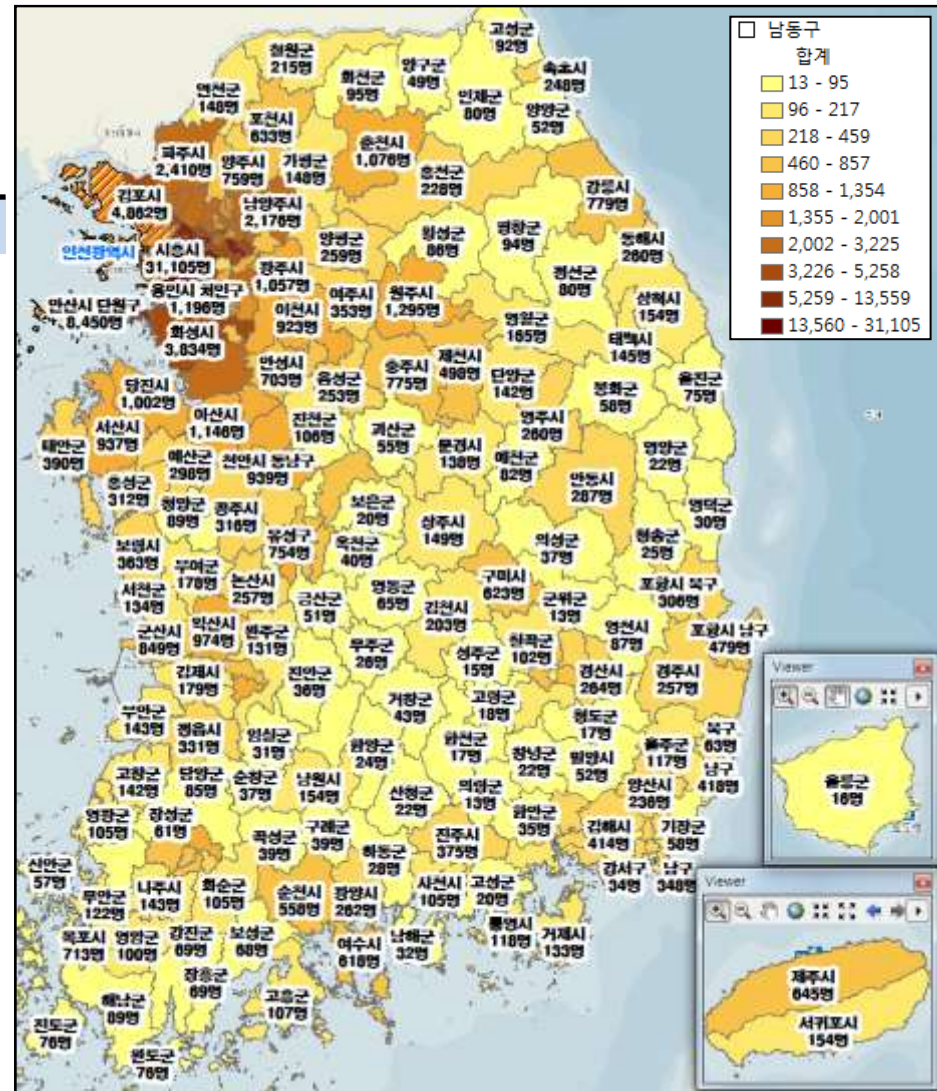 남동구
합계
13 - 95
96 - 217
218 - 459
460 - 857
858 - 1,354
1,355 - 2,001
2,002 - 3,225
3,226 - 5,258
5,259 - 13,559
13,560 - 31,105
고성군
92명
철원군
215명
화천군
95명
양구군
49명
속초시
248명
연천군
148명
인제군
80명
양양군
52명
포천시
633명
춘천시
1,076명
파주시
2,410명
양주시
759명
가평군
148명
홍천군
228명
강릉시
779명
김포시
4,862명
남양주시
2,176명
양평군
259명
횡성군
86명
평창군
94명
동해시
260명
인천광역시
시흥시
31,105명
광주시
1,057명
정선군
80명
안산시 단원구
8,450명
용인시 처인구
1,196명
이천시
923명
여주시
353명
원주시
1,295명
삼척시
154명
영월군
165명
화성시
3,834명
안성시
703명
음성군
253명
충주시
775명
제천시
498명
단양군
142명
태백시
145명
봉화군
58명
울진군
75명
당진시
1,002명
서산시
937명
아산시
1,146명
진천군
106명
괴산군
55명
문경시
138명
영주시
260명
예천군
82명
영양군
22명
태안군
390명
예산군
298명
천안시 동남구
939명
안동시
287명
홍성군
312명
청양군
89명
공주시
316명
보은군
20명
상주시
149명
의성군
37명
청송군
25명
영덕군
30명
보령시
363명
유성구
754명
옥천군
40명
부여군
178명
논산시
257명
금산군
51명
영동군
65명
구미시
623명
군위군
13명
포항시 북구
306명
서천군
134명
김천시
203명
영천시
87명
포항시 남구
479명
군산시
849명
익산시
974명
완주군
131명
무주군
26명
성주군
15명
칠곡군
102명
경산시
264명
경주시
257명
김제시
179명
진안군
36명
거창군
43명
고령군
18명
청도군
17명
부안군
143명
정읍시
331명
임실군
31명
함양군
24명
합천군
17명
창녕군
22명
밀양시
52명
울주군
117명
북구
63명
고창군
142명
담양군
85명
순창군
37명
남원시
154명
산청군
22명
의령군
13명
양산시
236명
남구
418명
영광군
105명
장성군
61명
곡성군
39명
구례군
39명
하동군
28명
진주시
375명
함안군
35명
김해시
414명
기장군
58명
신안군
57명
무안군
122명
나주시
143명
화순군
105명
순천시
558명
광양시
262명
사천시
105명
고성군
20명
강서구
34명
남구
348명
목포시
713명
영암군
100명
강진군
69명
보성군
68명
여수시
618명
남해군
32명
통영시
118명
거제시
133명
장흥군
69명
해남군
89명
고흥군
107명
진도군
76명
완도군
76명
Viewer
울릉군
16명
Viewer
제주시
645명
서귀포시
154명